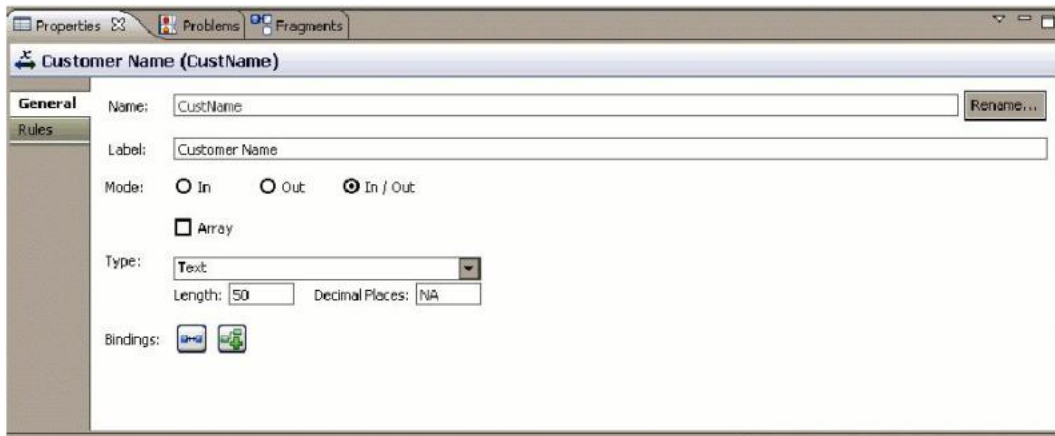 Properties Problems Fragments
Customer Name (CustName)
General
Rules
Name: CustName Rename...
Label: Customer Name
Mode: In Out In / Out
Array
Type: Text
Length: 50 Decimal Places: NA
Bindings: